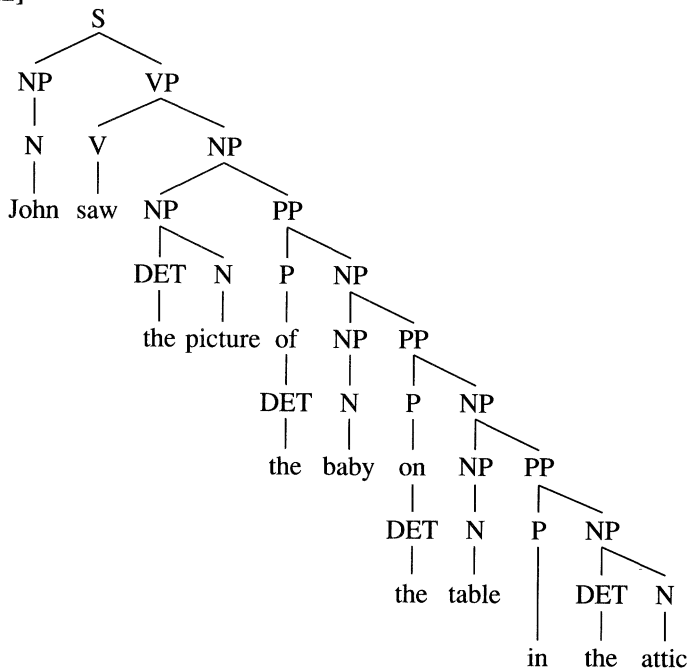 S
NP VP
N V NP
John saw NP PP
DET N P NP
the picture of NP PP
DET N P NP
the baby on NP PP
DET N P NP
the table DET N
in the attic